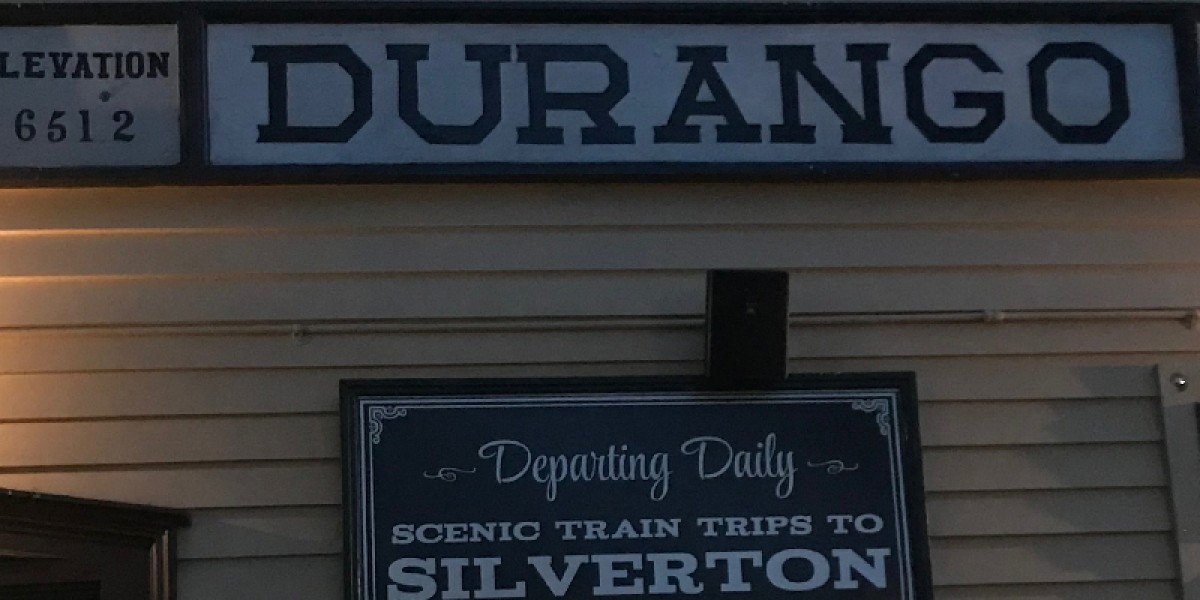 LEVATION
6512
DURANGO
Departing Daily
SCENIC TRAIN TRIPS TO
SILVERTON